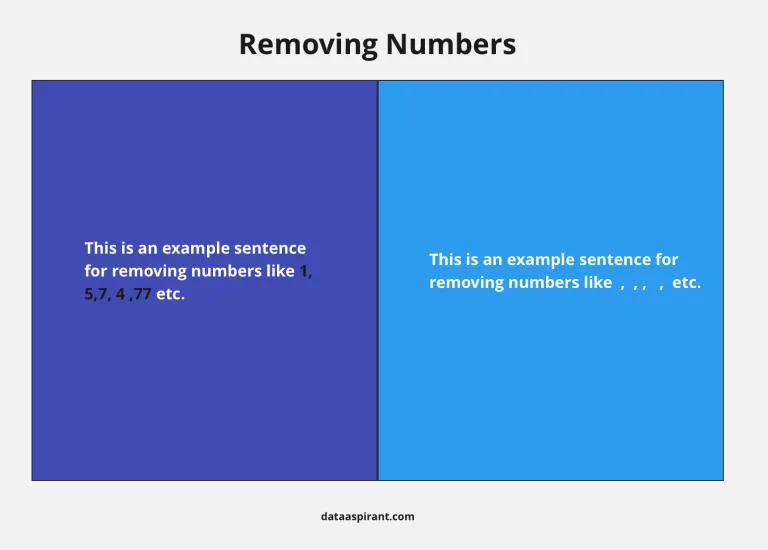 Removing Numbers
This is an example sentence
for removing numbers like 1,
5,7, 4 ,77 etc.
This is an example sentence for
removing numbers like  ,  , ,   ,  etc.
dataaspirant.com